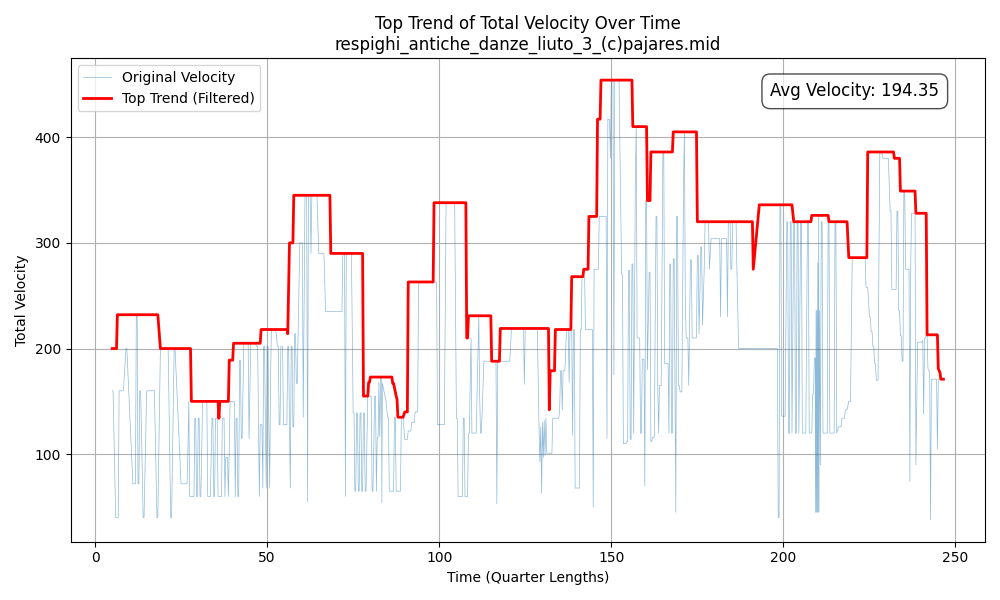 Top Trend of Total Velocity Over Time
respighi_antiche_danze_liuto_3_(c)pajares.mid
Original Velocity
Top Trend (Filtered)
Avg Velocity: 194.35
Total Velocity
400
300
200
100
0 50 100 150 200 250
Time (Quarter Lengths)